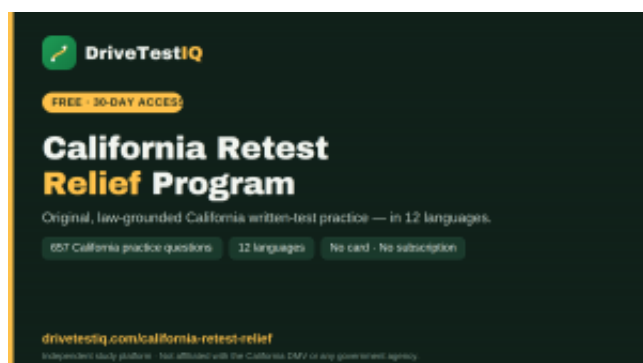 DriveTestIQ
FREE · 30-DAY ACCESS
California Retest
Relief Program
Original, law-grounded California written-test practice — in 12 languages.
657 California practice questions
12 languages
No card · No subscription
drivetestiq.com/california-retest-relief
Independent study platform · Not affiliated with the California DMV or any government agency.